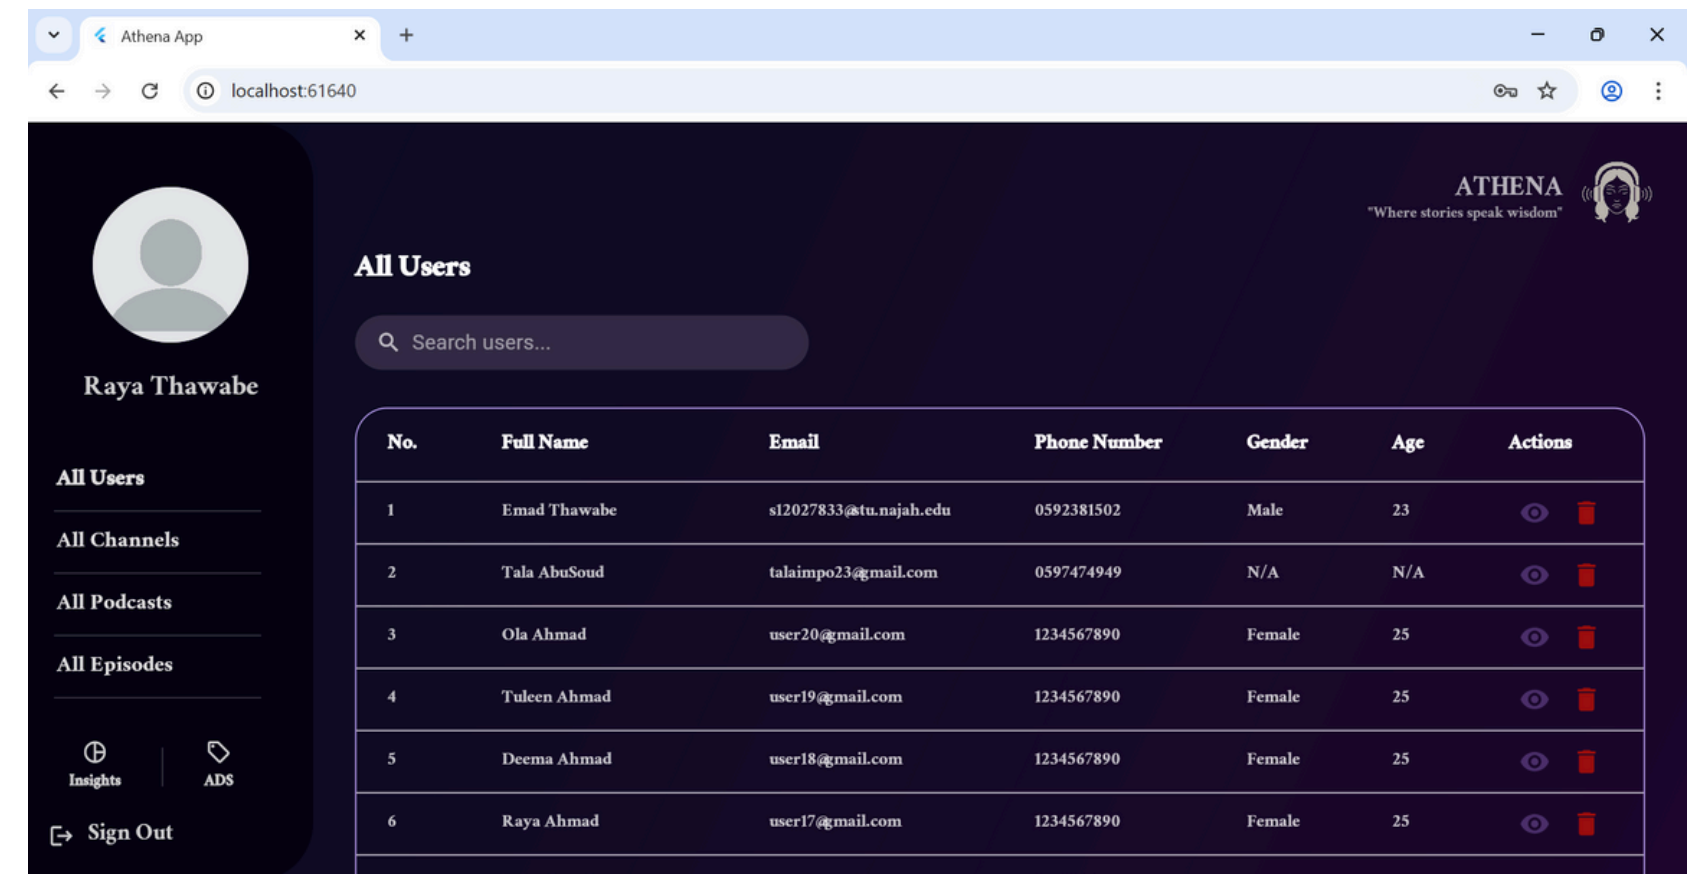 Athena App
localhost:61640
ATHENA
"Where stories speak wisdom"
Raya Thawabe
All Users
All Channels
All Podcasts
All Episodes
Insights ADS
Sign Out
All Users
Search users...
No. Full Name Email Phone Number Gender Age Actions
1 Emad Thawabe s12027833@stu.najah.edu 0592381502 Male 23
2 Tala AbuSoud talaimpo23@gmail.com 0597474949 N/A N/A
3 Ola Ahmad user20@gmail.com 1234567890 Female 25
4 Tuleen Ahmad user19@gmail.com 1234567890 Female 25
5 Deema Ahmad user18@gmail.com 1234567890 Female 25
6 Raya Ahmad user17@gmail.com 1234567890 Female 25